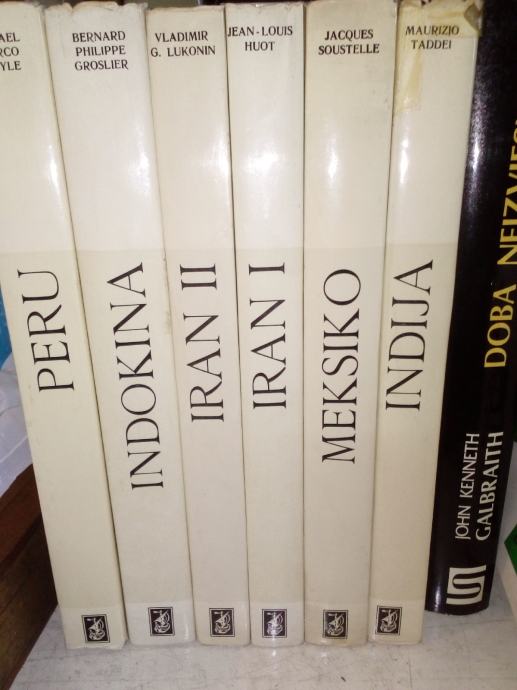 BERNARD
PHILIPPE
GROSLIER
INDOKINA
VLADIMIR
G. LUKONIN
IRAN II
JEAN-LOUIS
HUOT
IRAN I
JACQUES
SOUSTELLE
MEKSIKO
MAURIZIO
TADDEI
INDIJA
PERU
JOHN KENNETH
GALBRAITH
DOBA